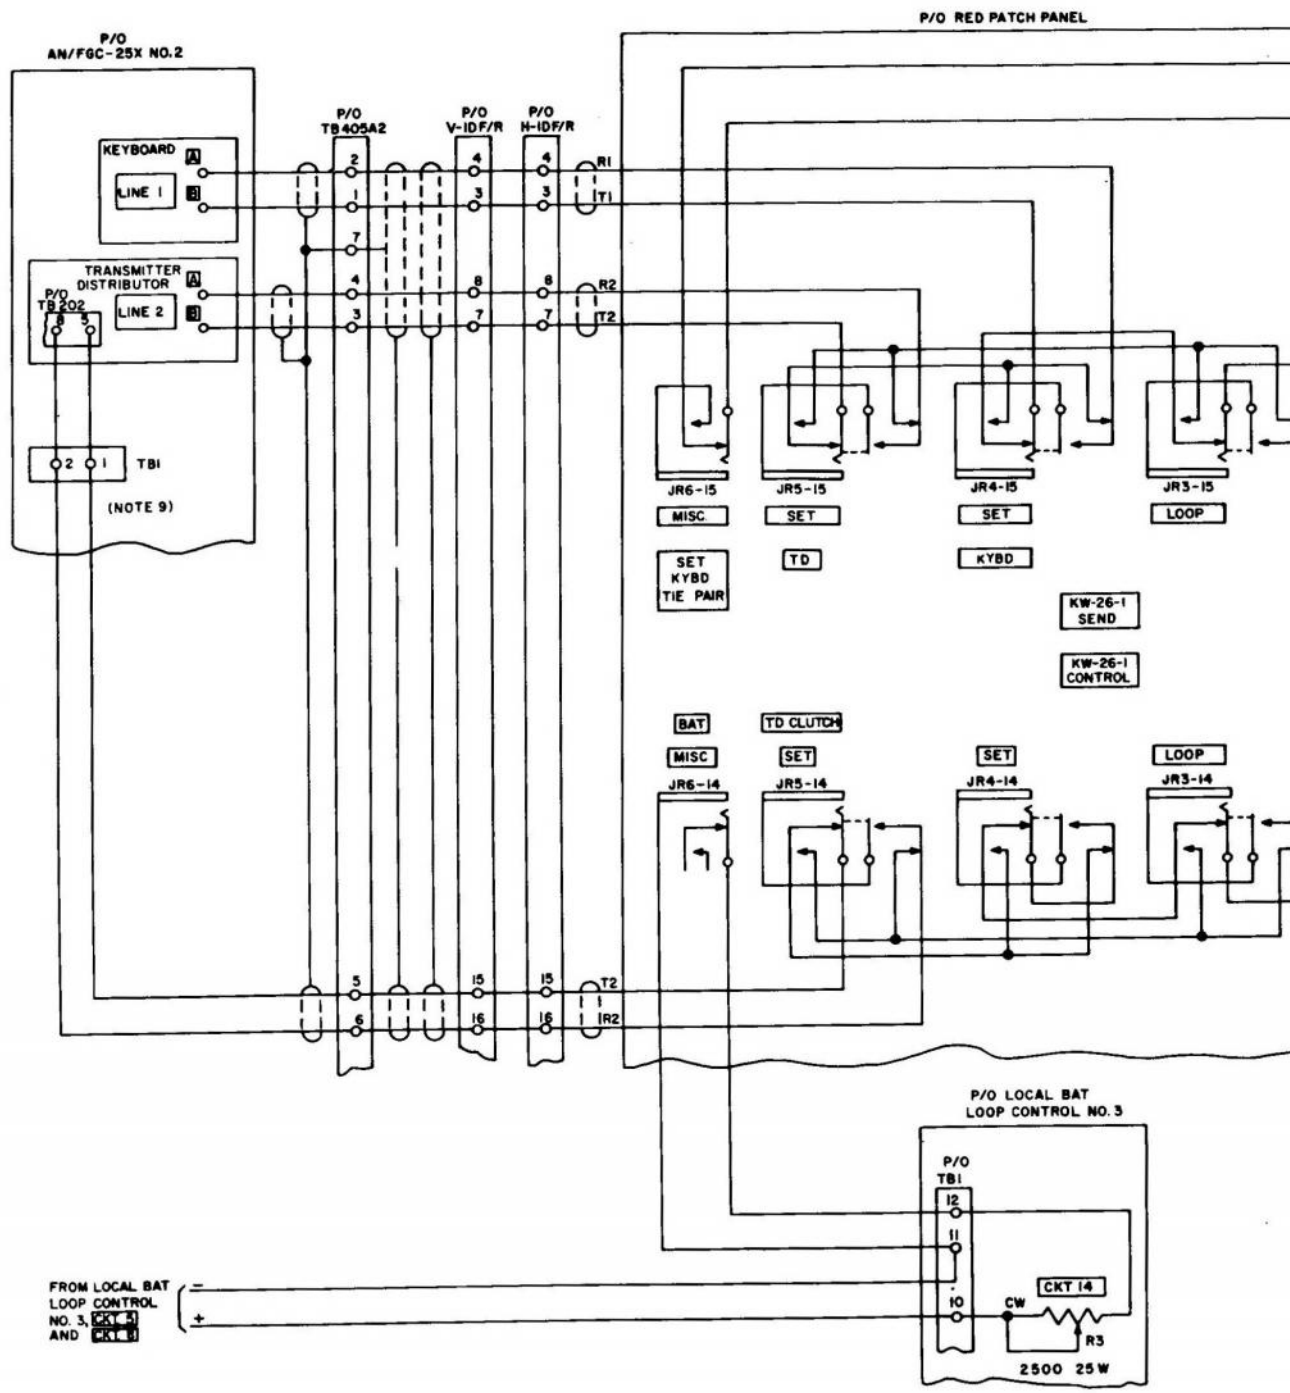 P/O RED PATCH PANEL
P/O
AN/FGC-25X NO.2
P/O
TB405A2
P/O
V-IDF/R
P/O
H-IDF/R
KEYBOARD A
LINE 1 B
2 4 4 R1
1 3 3 T1
7
TRANSMITTER
DISTRIBUTOR A
P/O
TB202
LINE 2 B
8 5
4 8 8 R2
3 7 7 T2
2 1 TB1
(NOTE 9)
JR6-15 JR5-15 JR4-15 JR3-15
MISC SET SET LOOP
SET
KYBD
TIE PAIR
TD
KYBD
KW-26-1
SEND
KW-26-1
CONTROL
BAT TD CLUTCH
MISC SET SET LOOP
JR6-14 JR5-14 JR4-14 JR3-14
5 15 15 T2
6 16 16 R2
P/O LOCAL BAT
LOOP CONTROL NO.3
P/O
TB1
12
11
10 CW
CKT 14
R3
2500 25W
FROM LOCAL BAT -
LOOP CONTROL
NO. 3, CKT 5 +
AND